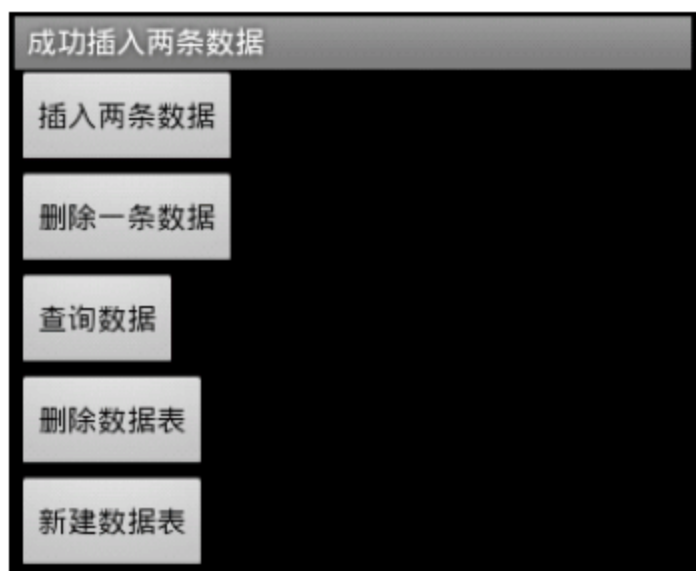 成功插入两条数据
插入两条数据
删除一条数据
查询数据
删除数据表
新建数据表